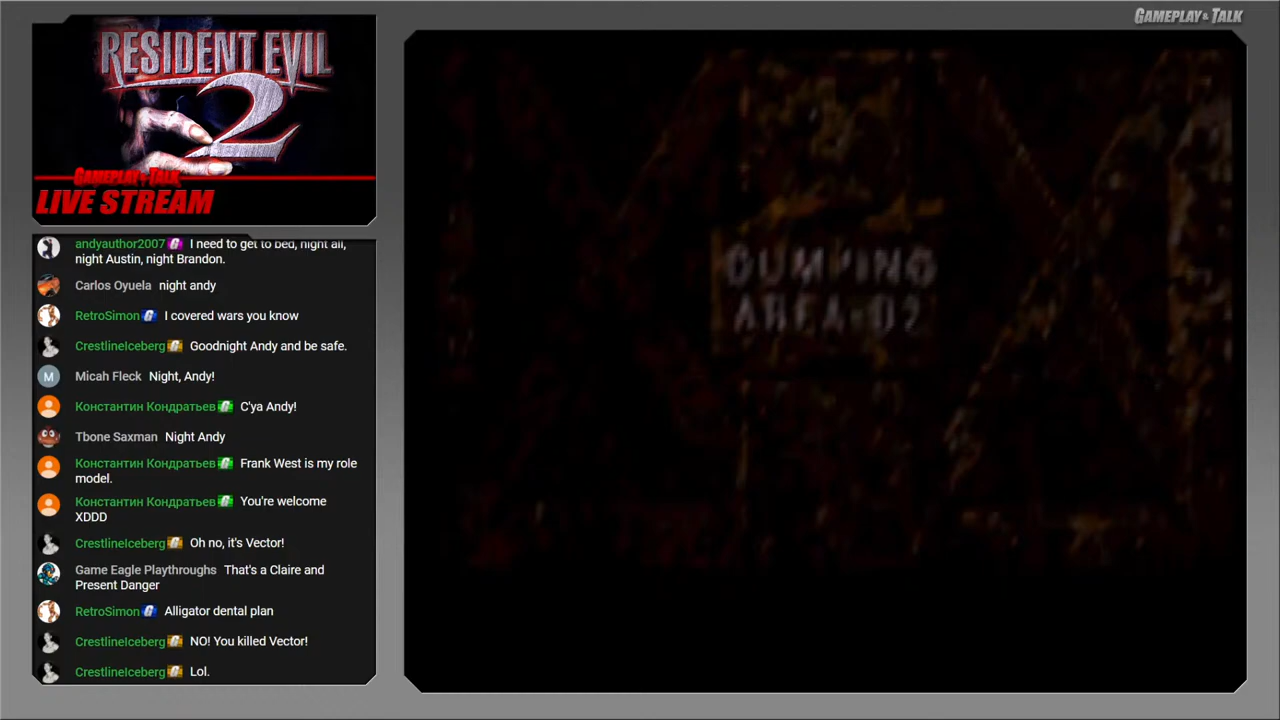 GAMEPLAY & TALK
RESIDENT EVIL
2
GAMEPLAY & TALK
LIVE STREAM
andyauthor2007 I need to get to bed, night all,
night Austin, night Brandon.
Carlos Oyuela night andy
RetroSimon I covered wars you know
CrestlineIceberg Goodnight Andy and be safe.
M Micah Fleck Night, Andy!
Константин Кондратьев C'ya Andy!
Tbone Saxman Night Andy
Константин Кондратьев Frank West is my role
model.
Константин Кондратьев You're welcome
XDDD
CrestlineIceberg Oh no, it's Vector!
Game Eagle Playthroughs That's a Claire and
Present Danger
RetroSimon Alligator dental plan
CrestlineIceberg NO! You killed Vector!
CrestlineIceberg Lol.
DUMPING
AREA-02